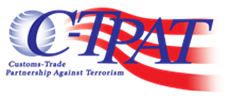 C-TPAT
Customs-Trade
Partnership Against Terrorism